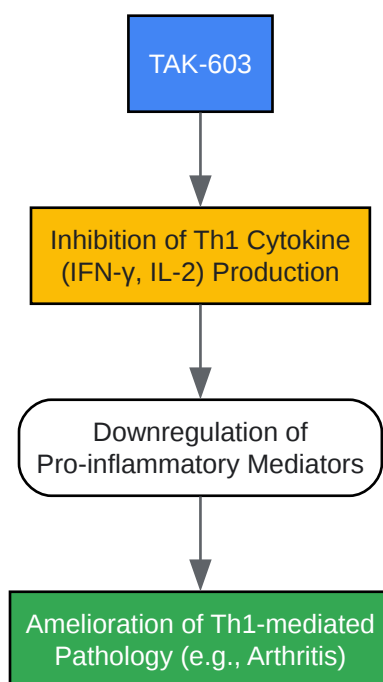 TAK-603
Inhibition of Th1 Cytokine
(IFN-γ, IL-2) Production
Downregulation of
Pro-inflammatory Mediators
Amelioration of Th1-mediated
Pathology (e.g., Arthritis)